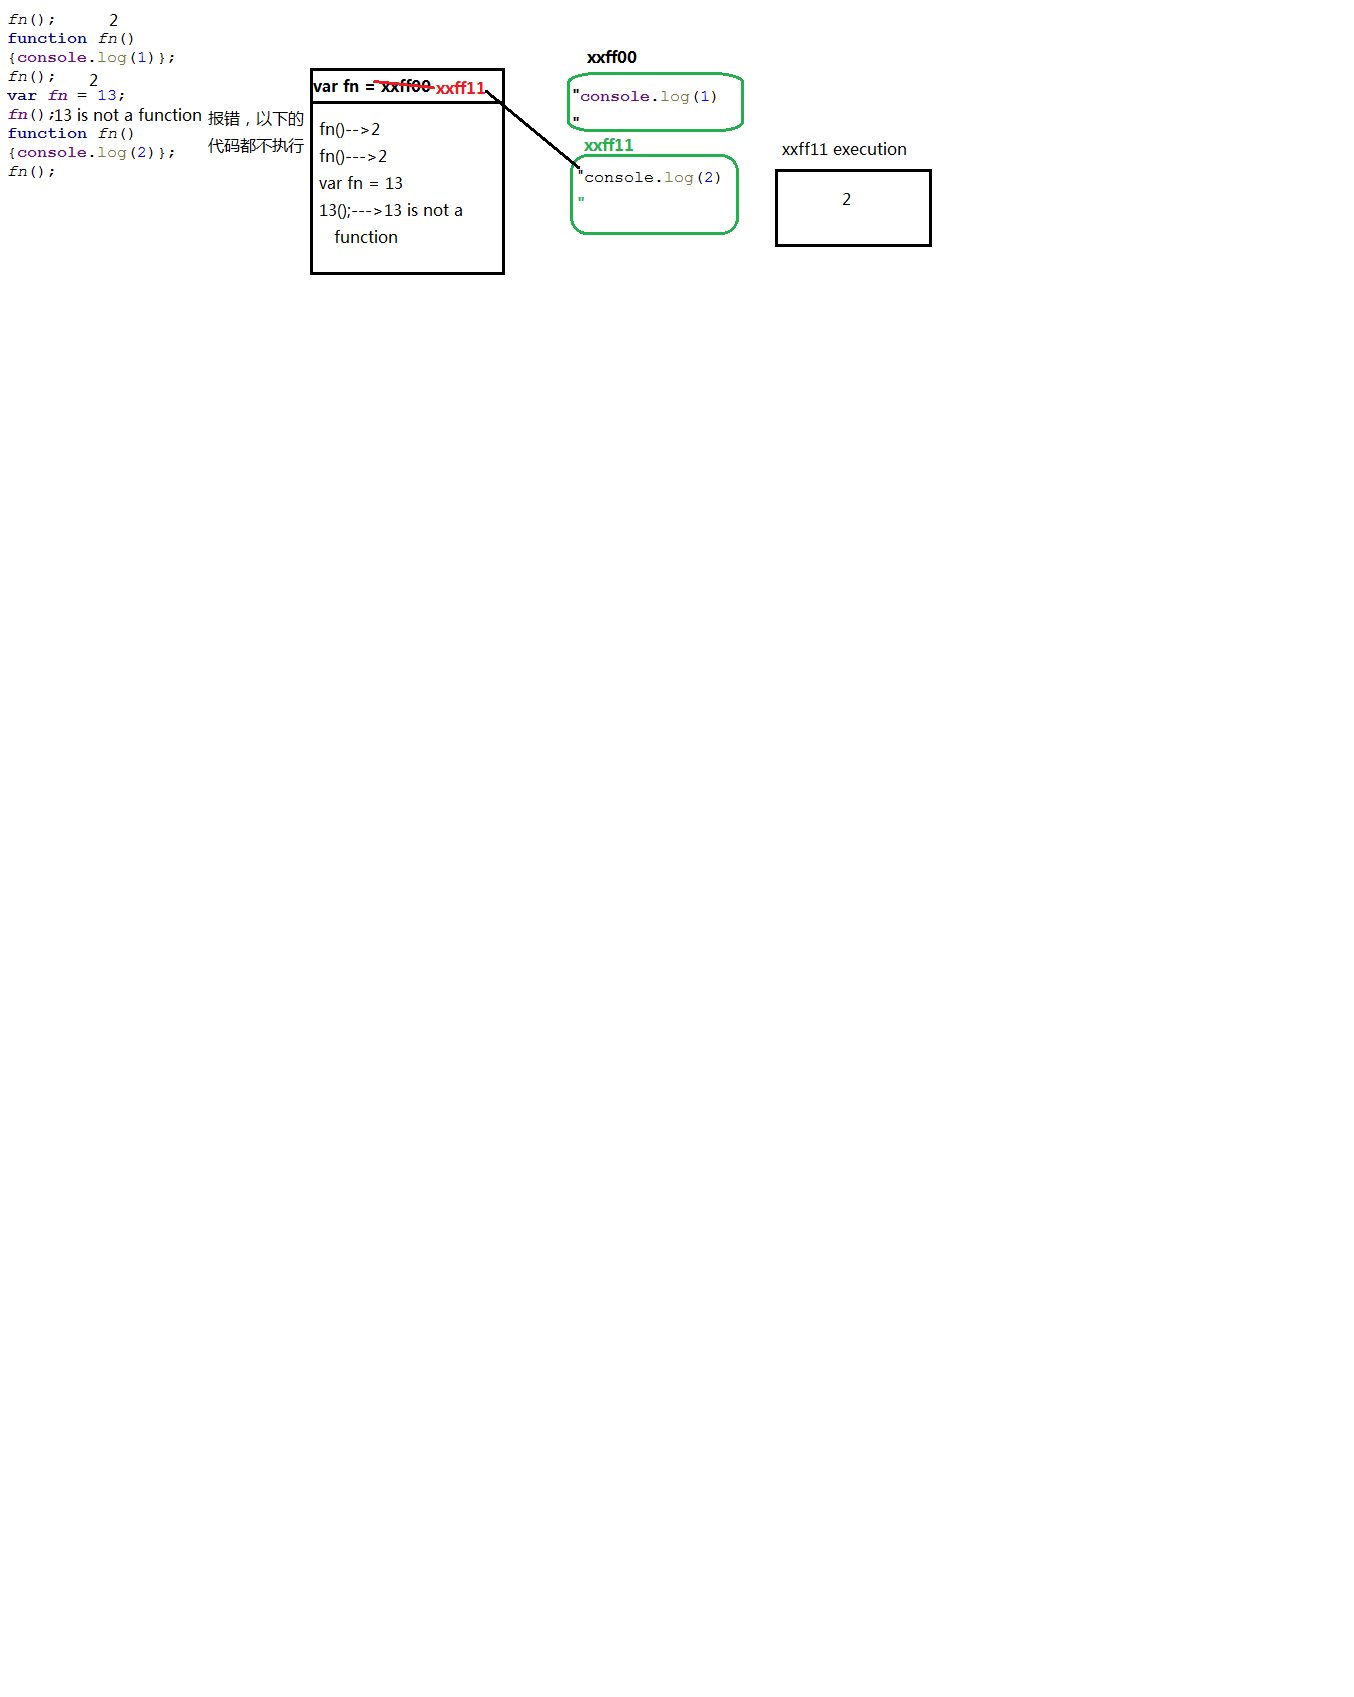 fn(); 2
function fn()
{console.log(1)};
fn(); 2
var fn = 13;
fn();13 is not a function 报错，以下的
代码都不执行
function fn()
{console.log(2)};
fn();
var fn = xxff00 xxff11
fn()-->2
fn()--->2
var fn = 13
13();--->13 is not a
function
xxff00
"console.log(1)
"
xxff11
"console.log(2)
"
xxff11 execution
2